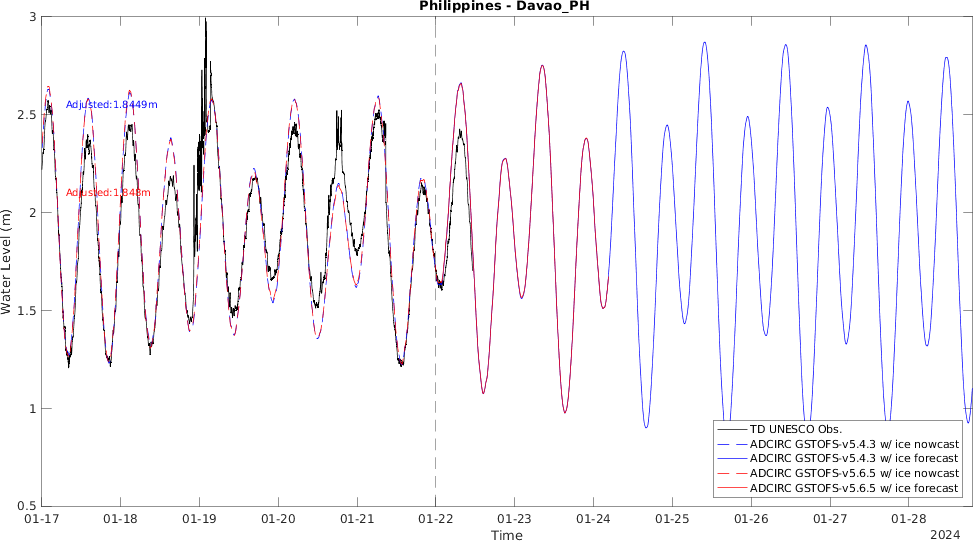 Philippines - Davao_PH
3
2.5
2
1.5
1
0.5
Water Level (m)
Adjusted:1.8449m
Adjusted:1.848m
TD UNESCO Obs.
ADCIRC GSTOFS-v5.4.3 w/ ice nowcast
ADCIRC GSTOFS-v5.4.3 w/ ice forecast
ADCIRC GSTOFS-v5.6.5 w/ ice nowcast
ADCIRC GSTOFS-v5.6.5 w/ ice forecast
01-17 01-18 01-19 01-20 01-21 01-22 01-23 01-24 01-25 01-26 01-27 01-28
Time
2024